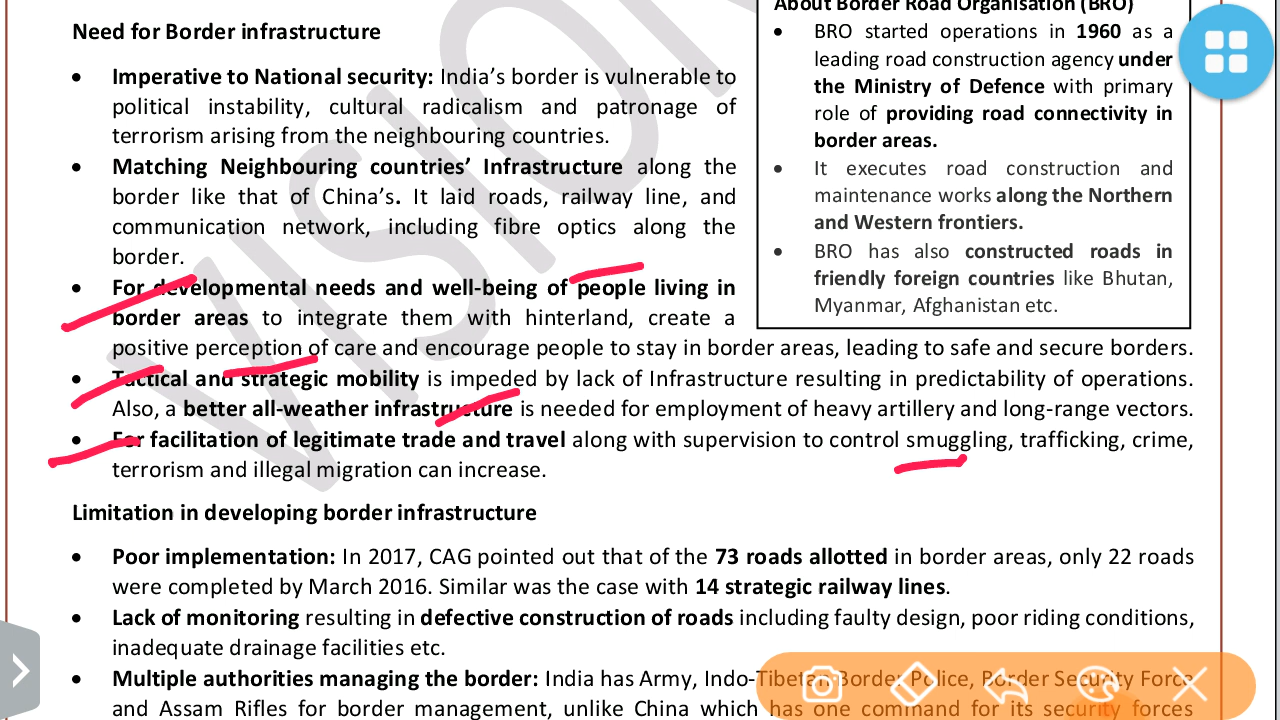 Need for Border infrastructure
• Imperative to National security: India's border is vulnerable to
political instability, cultural radicalism and patronage of
terrorism arising from the neighbouring countries.
• Matching Neighbouring countries' Infrastructure along the
border like that of China's. It laid roads, railway line, and
communication network, including fibre optics along the
border.
• For developmental needs and well-being of people living in
border areas to integrate them with hinterland, create a
positive perception of care and encourage people to stay in border areas, leading to safe and secure borders.
• Tactical and strategic mobility is impeded by lack of Infrastructure resulting in predictability of operations.
Also, a better all-weather infrastructure is needed for employment of heavy artillery and long-range vectors.
• For facilitation of legitimate trade and travel along with supervision to control smuggling, trafficking, crime,
terrorism and illegal migration can increase.
About Border Road Organisation (BRO)
• BRO started operations in 1960 as a
leading road construction agency under
the Ministry of Defence with primary
role of providing road connectivity in
border areas.
• It executes road construction and
maintenance works along the Northern
and Western frontiers.
• BRO has also constructed roads in
friendly foreign countries like Bhutan,
Myanmar, Afghanistan etc.
Limitation in developing border infrastructure
• Poor implementation: In 2017, CAG pointed out that of the 73 roads allotted in border areas, only 22 roads
were completed by March 2016. Similar was the case with 14 strategic railway lines.
• Lack of monitoring resulting in defective construction of roads including faulty design, poor riding conditions,
inadequate drainage facilities etc.
• Multiple authorities managing the border: India has Army, Indo-Tibetan Border Police, Border Security Force
and Assam Rifles for border management, unlike China which has one command for its security forces
VISION